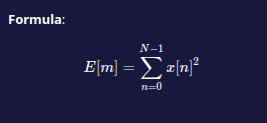 Formula:
E[m] = \sum_{n=0}^{N-1} x[n]^2